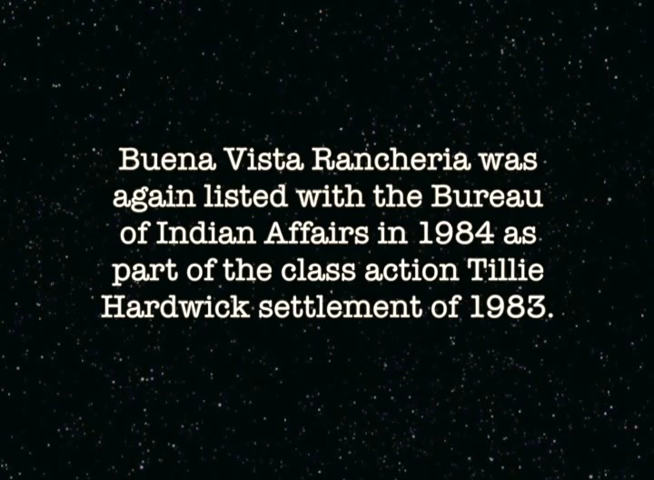 Buena Vista Rancheria was
again listed with the Bureau
of Indian Affairs in 1984 as
part of the class action Tillie
Hardwick settlement of 1983.